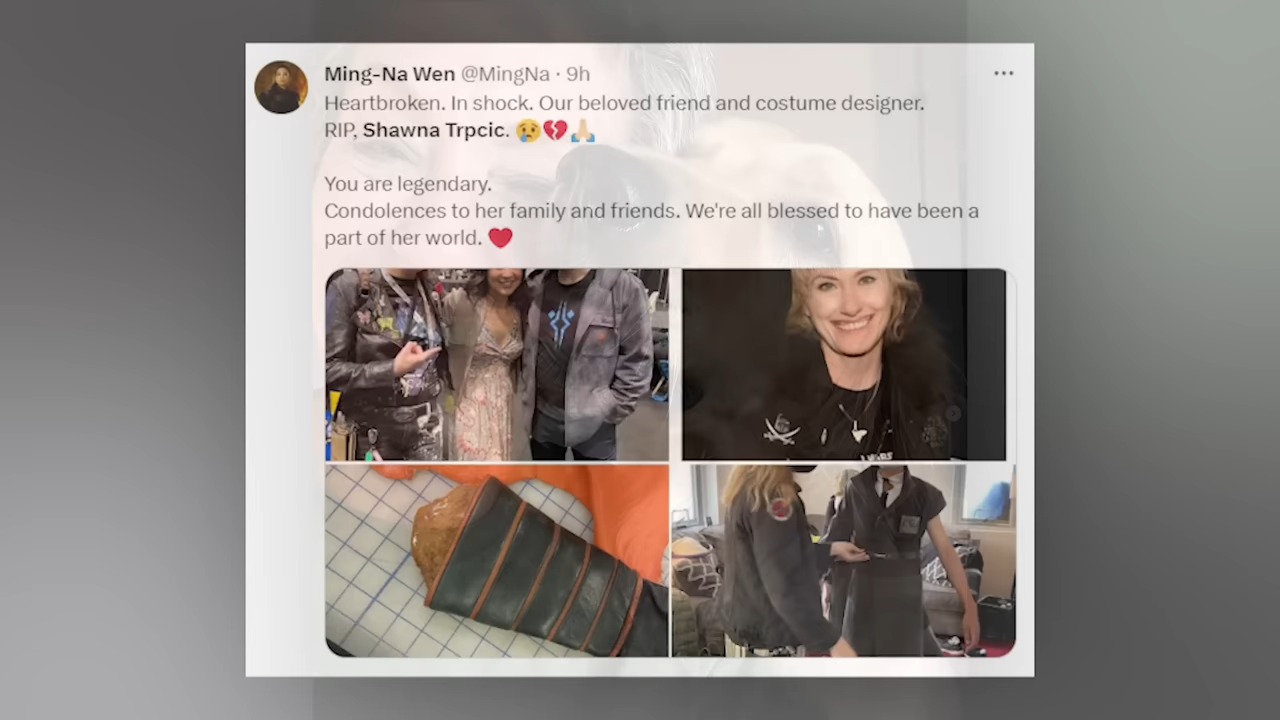 Ming-Na Wen @MingNa · 9h
Heartbroken. In shock. Our beloved friend and costume designer.
RIP, Shawna Trpcic. 😢💔🙏🏼
You are legendary.
Condolences to her family and friends. We're all blessed to have been a
part of her world. ❤️